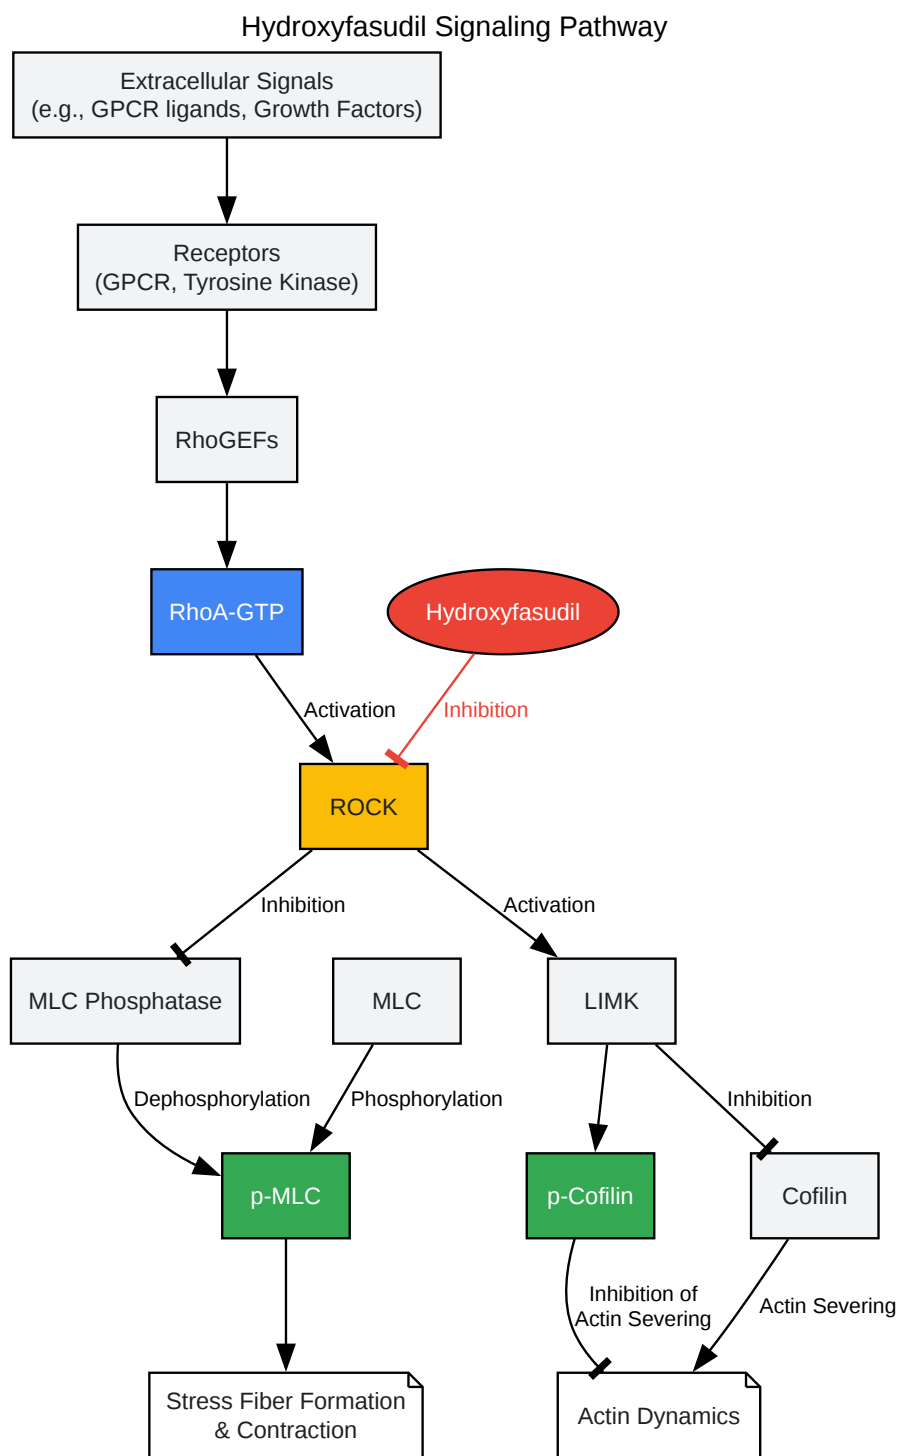 Hydroxyfasudil Signaling Pathway
Extracellular Signals
(e.g., GPCR ligands, Growth Factors)
Receptors
(GPCR, Tyrosine Kinase)
RhoGEFs
RhoA-GTP
Hydroxyfasudil
Activation
Inhibition
ROCK
Inhibition
Activation
MLC Phosphatase
MLC
LIMK
Dephosphorylation
Phosphorylation
Inhibition
p-MLC
p-Cofilin
Cofilin
Inhibition of
Actin Severing
Actin Severing
Stress Fiber Formation
& Contraction
Actin Dynamics